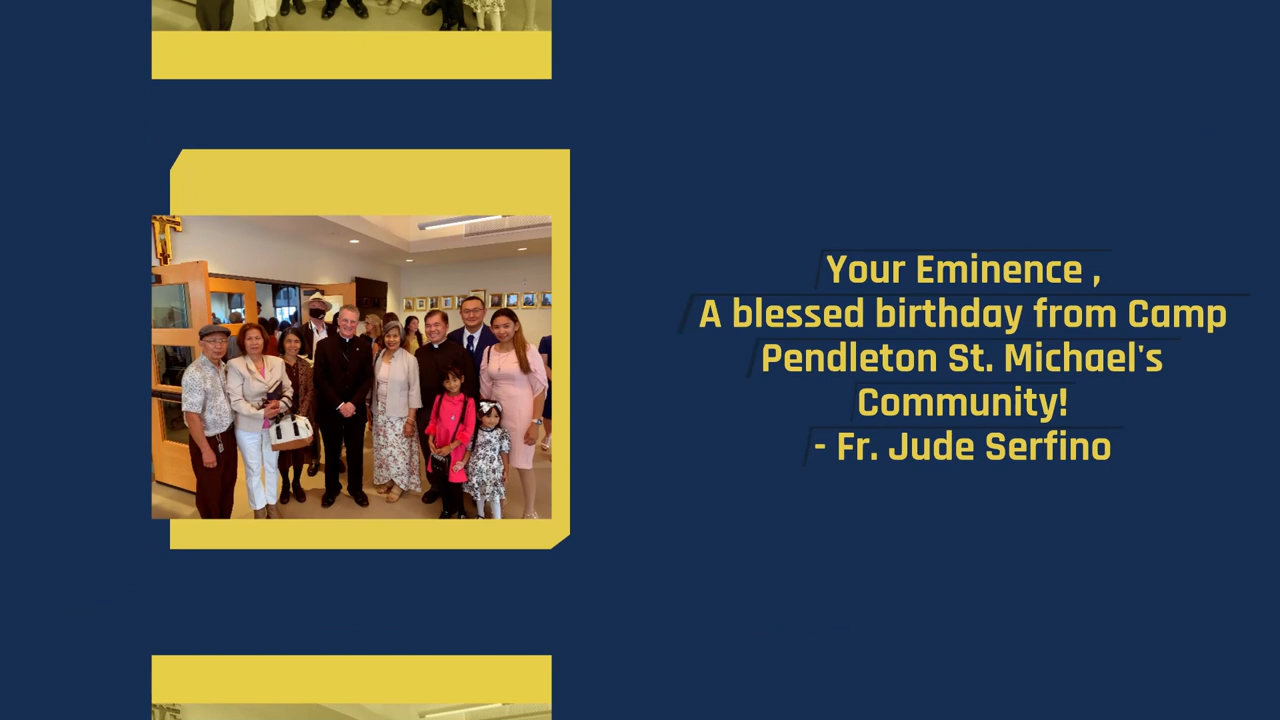 Your Eminence ,
A blessed birthday from Camp
Pendleton St. Michael's
Community!
- Fr. Jude Serfino